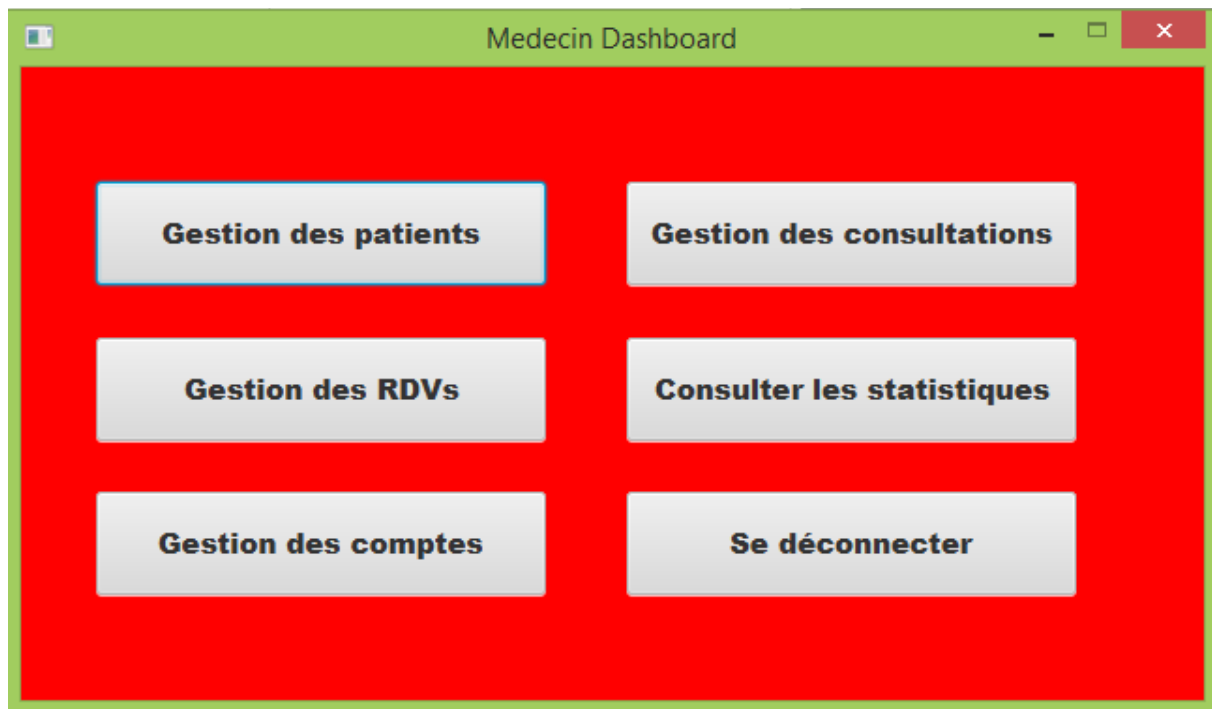 Medecin Dashboard
Gestion des patients
Gestion des consultations
Gestion des RDVs
Consulter les statistiques
Gestion des comptes
Se déconnecter